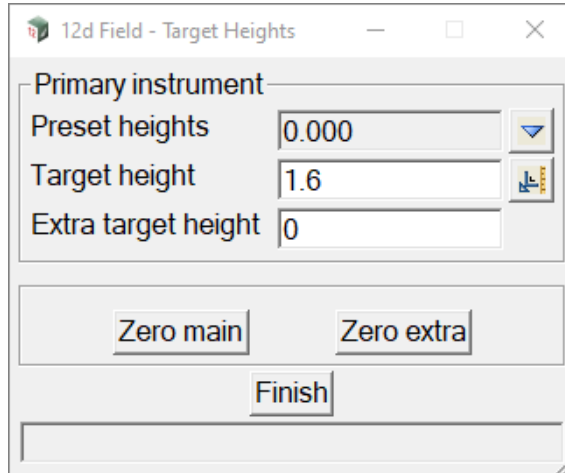 12d Field - Target Heights
Primary instrument
Preset heights 0.000
Target height 1.6
Extra target height 0
Zero main Zero extra
Finish